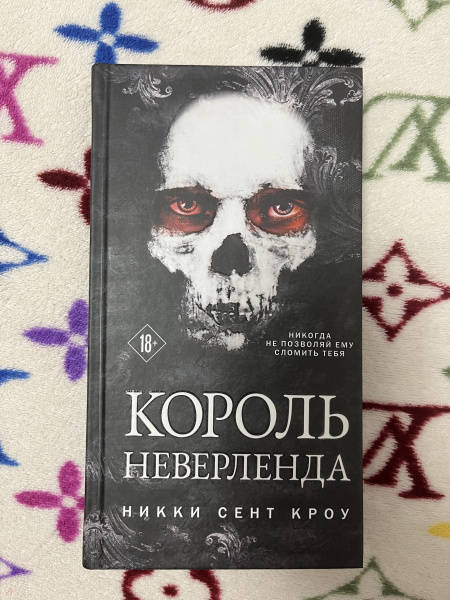 18+
НИКОГДА
НЕ ПОЗВОЛЯЙ ЕМУ
СЛОМИТЬ ТЕБЯ
КОРОЛЬ
НЕВЕРЛЕНДА
НИККИ СЕНТ КРОУ